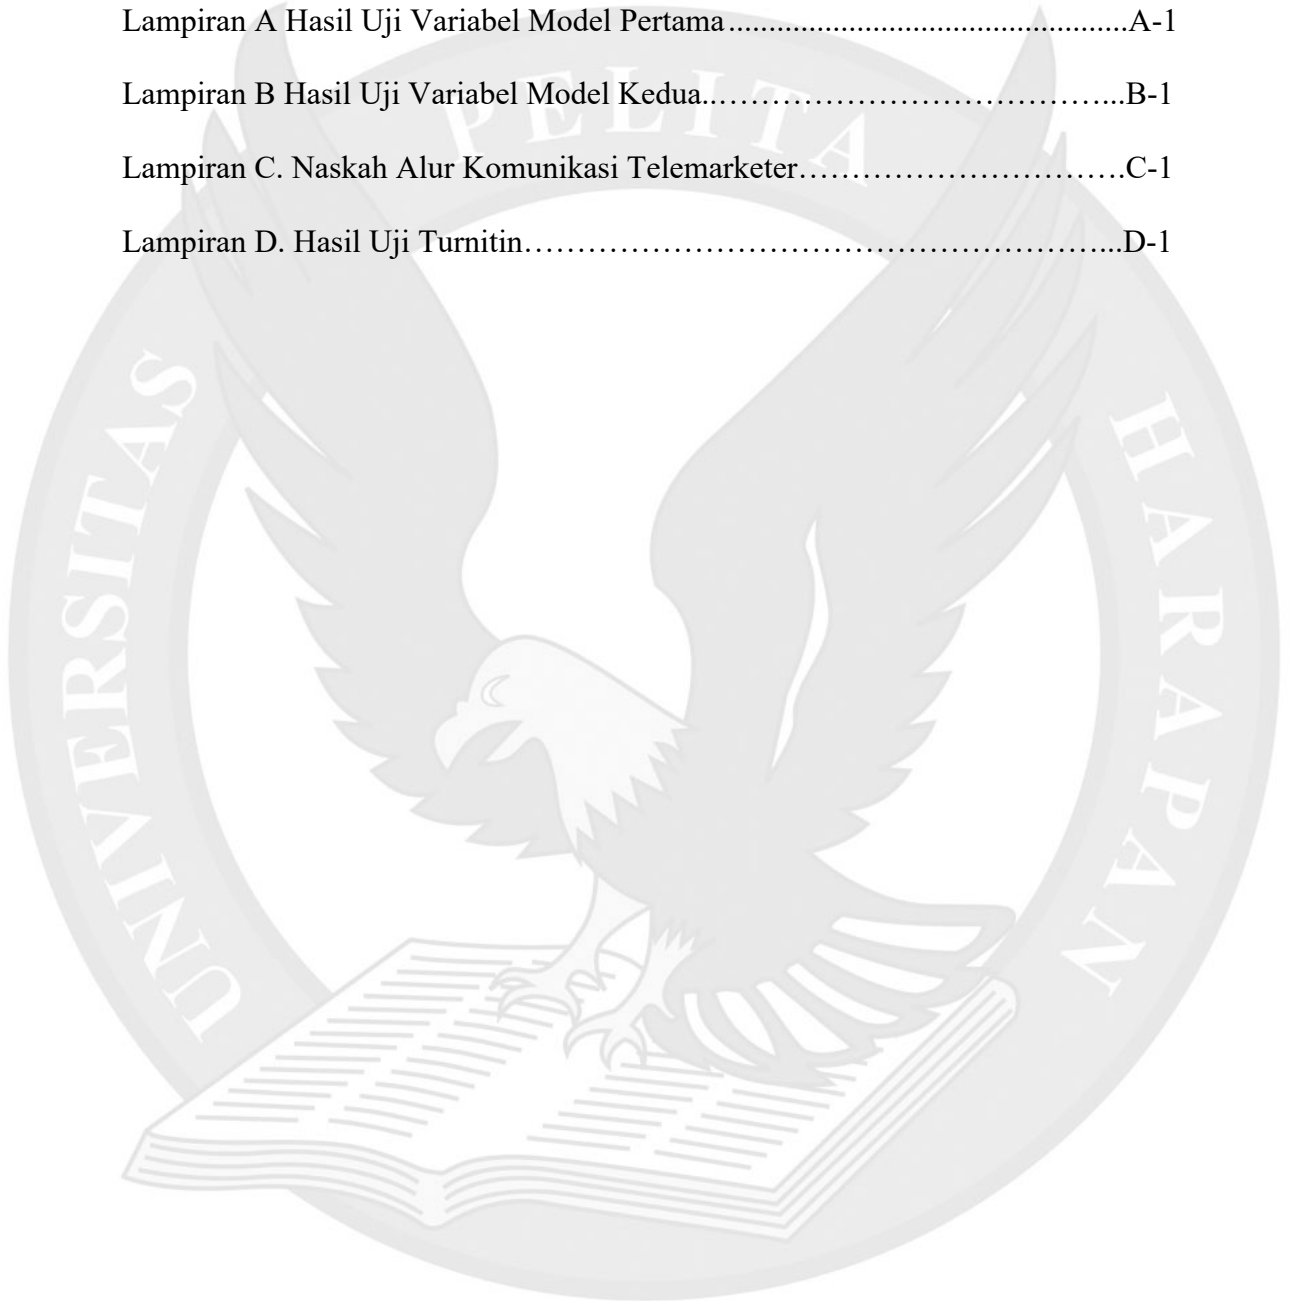 Lampiran A Hasil Uji Variabel Model Pertama..................................................A-1
Lampiran B Hasil Uji Variabel Model Kedua..…………………………………...B-1
Lampiran C. Naskah Alur Komunikasi Telemarketer………………………….C-1
Lampiran D. Hasil Uji Turnitin………………………………………………...D-1
UNIVERSITAS PELITA HARAPAN